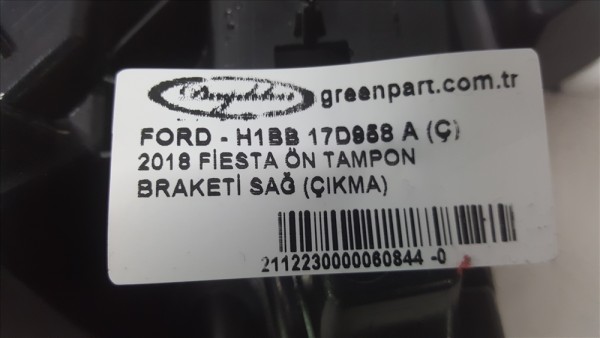 greenpart.com.tr
FORD - H1BB 17D958 A (Ç)
2018 FİESTA ÖN TAMPON
BRAKETİ SAĞ (ÇIKMA)
2112230000060844 -0